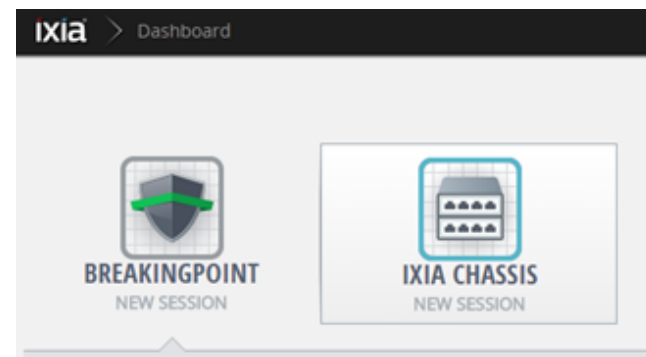 ixia > Dashboard
BREAKINGPOINT
NEW SESSION
IXIA CHASSIS
NEW SESSION